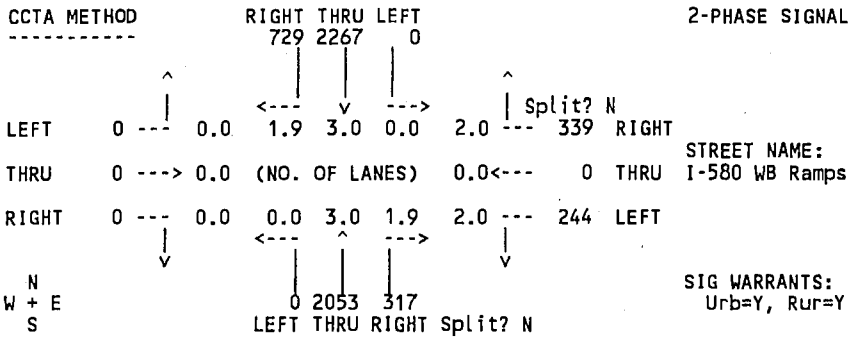 CCTA METHOD RIGHT THRU LEFT 2-PHASE SIGNAL
----------- 729 2267 0
^ ^
<--- v ---> Split? N
LEFT 0 --- 0.0 1.9 3.0 0.0 2.0 --- 339 RIGHT
STREET NAME:
THRU 0 ---> 0.0 (NO. OF LANES) 0.0<--- 0 THRU I-580 WB Ramps
RIGHT 0 --- 0.0 0.0 3.0 1.9 2.0 --- 244 LEFT
<--- ^ --->
v v
N SIG WARRANTS:
W + E 0 2053 317 Urb=Y, Rur=Y
S LEFT THRU RIGHT Split? N